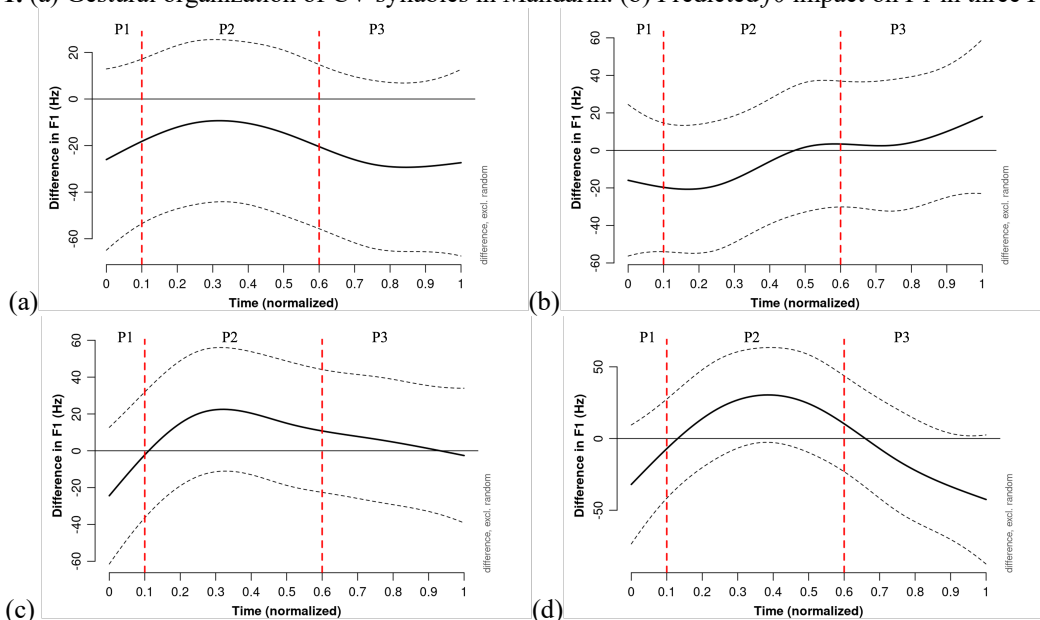 (a) Gestural organization of CV syllables in Mandarin. (b) Predicted f0 impact on F1 in three
P1 P2 P3
Difference in F1 (Hz)
20
0
-20
-40
-60
0 0.1 0.2 0.3 0.4 0.5 0.6 0.7 0.8 0.9 1
Time (normalized)
difference, excl. random
(a)
P1 P2 P3
Difference in F1 (Hz)
60
40
20
0
-20
-40
-60
0 0.1 0.2 0.3 0.4 0.5 0.6 0.7 0.8 0.9 1
Time (normalized)
difference, excl. random
(b)
P1 P2 P3
Difference in F1 (Hz)
60
40
20
0
-20
-40
-60
0 0.1 0.2 0.3 0.4 0.5 0.6 0.7 0.8 0.9 1
Time (normalized)
difference, excl. random
(c)
P1 P2 P3
Difference in F1 (Hz)
50
0
-50
0 0.1 0.2 0.3 0.4 0.5 0.6 0.7 0.8 0.9 1
Time (normalized)
difference, excl. random
(d)